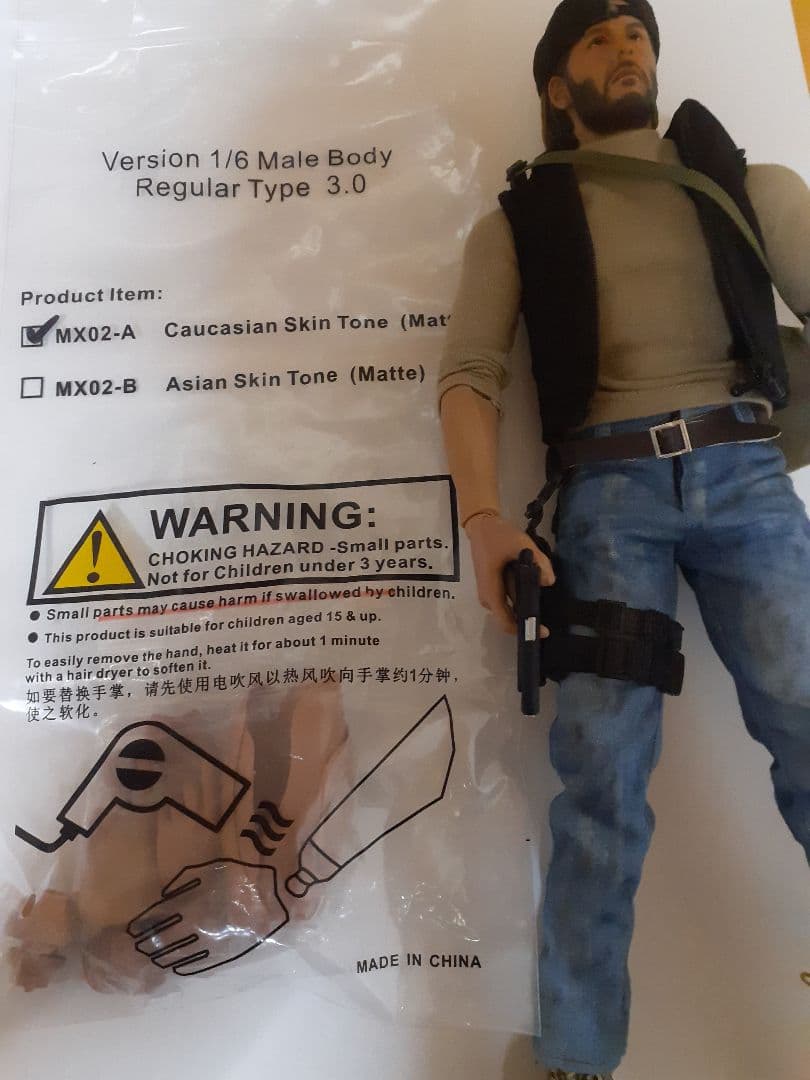 Version 1/6 Male Body
Regular Type 3.0
Product Item:
MX02-A Caucasian Skin Tone (Mat
MX02-B Asian Skin Tone (Matte)
WARNING:
CHOKING HAZARD -Small parts.
Not for Children under 3 years.
● Small parts may cause harm if swallowed by children.
● This product is suitable for children aged 15 & up.
To easily remove the hand, heat it for about 1 minute
with a hair dryer to soften it.
如要替换手掌，请先使用电吹风以热风吹向手掌约1分钟，
使之软化。
MADE IN CHINA